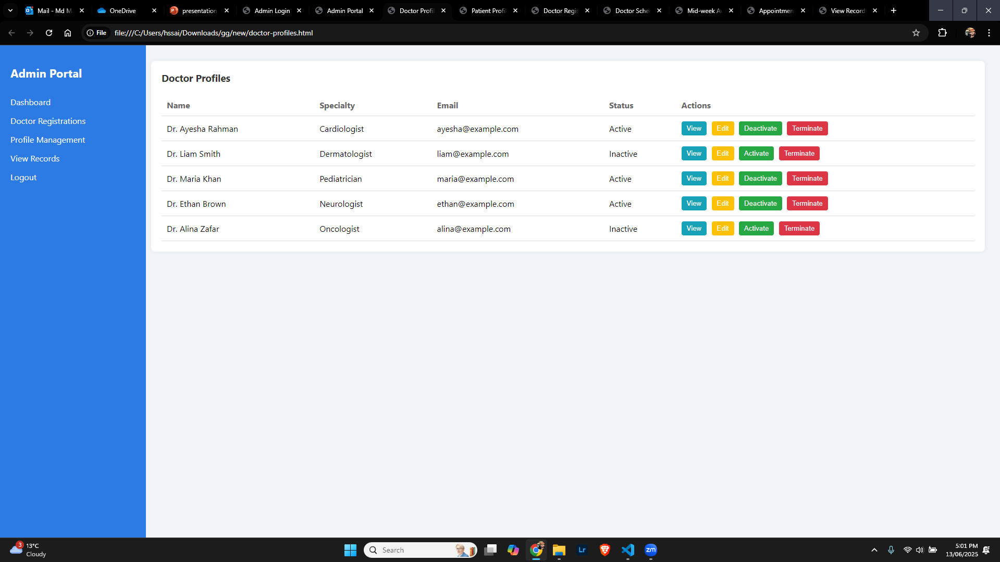 Mail - Md M
OneDrive
presentation
Admin Login
Admin Portal
Doctor Profil
Patient Profil
Doctor Regis
Doctor Sche
Mid-week A
Appointmen
View Record
File
file:///C:/Users/hssai/Downloads/gg/new/doctor-profiles.html
Admin Portal
Dashboard
Doctor Registrations
Profile Management
View Records
Logout
Doctor Profiles
Name Specialty Email Status Actions
Dr. Ayesha Rahman Cardiologist ayesha@example.com Active View Edit Deactivate Terminate
Dr. Liam Smith Dermatologist liam@example.com Inactive View Edit Activate Terminate
Dr. Maria Khan Pediatrician maria@example.com Active View Edit Deactivate Terminate
Dr. Ethan Brown Neurologist ethan@example.com Active View Edit Deactivate Terminate
Dr. Alina Zafar Oncologist alina@example.com Inactive View Edit Activate Terminate
3
13°C
Cloudy
Search
Lr
zm
5:01 PM
13/06/2025